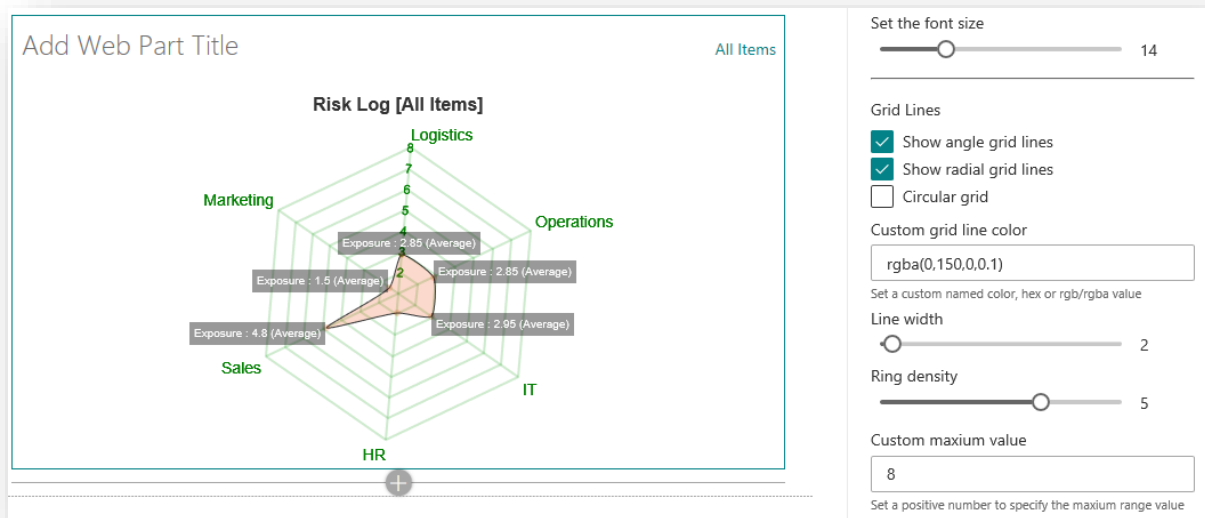 Add Web Part Title
All Items
Risk Log [All Items]
Logistics
8
7
6
5
4
3
2
Marketing
Operations
Exposure : 2.85 (Average)
Exposure : 2.85 (Average)
Exposure : 1.5 (Average)
Exposure : 2.95 (Average)
Exposure : 4.8 (Average)
Sales
IT
HR
Set the font size
14
Grid Lines
Show angle grid lines
Show radial grid lines
Circular grid
Custom grid line color
rgba(0,150,0,0.1)
Set a custom named color, hex or rgb/rgba value
Line width
2
Ring density
5
Custom maxium value
8
Set a positive number to specify the maxium range value